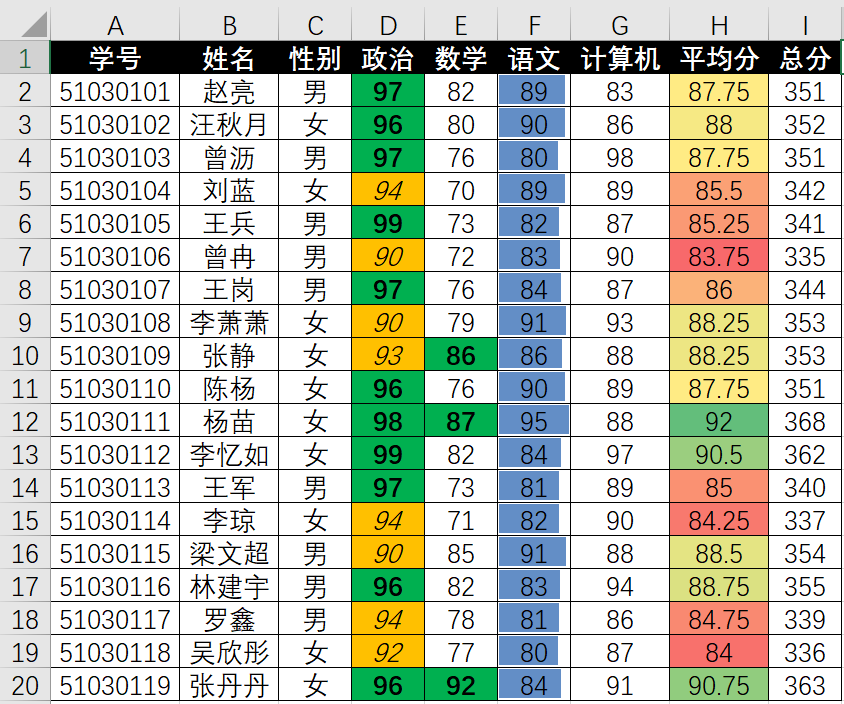 A B C D E F G H I
1 学号 姓名 性别 政治 数学 语文 计算机 平均分 总分
2 51030101 赵亮 男 97 82 89 83 87.75 351
3 51030102 汪秋月 女 96 80 90 86 88 352
4 51030103 曾沥 男 97 76 80 98 87.75 351
5 51030104 刘蓝 女 94 70 89 89 85.5 342
6 51030105 王兵 男 99 73 82 87 85.25 341
7 51030106 曾冉 男 90 72 83 90 83.75 335
8 51030107 王岗 男 97 76 84 87 86 344
9 51030108 李萧萧 女 90 79 91 93 88.25 353
10 51030109 张静 女 93 86 86 88 88.25 353
11 51030110 陈杨 女 96 76 90 89 87.75 351
12 51030111 杨苗 女 98 87 95 88 92 368
13 51030112 李忆如 女 99 82 84 97 90.5 362
14 51030113 王军 男 97 73 81 89 85 340
15 51030114 李琼 女 94 71 82 90 84.25 337
16 51030115 梁文超 男 90 85 91 88 88.5 354
17 51030116 林建宇 男 96 82 83 94 88.75 355
18 51030117 罗鑫 男 94 78 81 86 84.75 339
19 51030118 吴欣彤 女 92 77 80 87 84 336
20 51030119 张丹丹 女 96 92 84 91 90.75 363